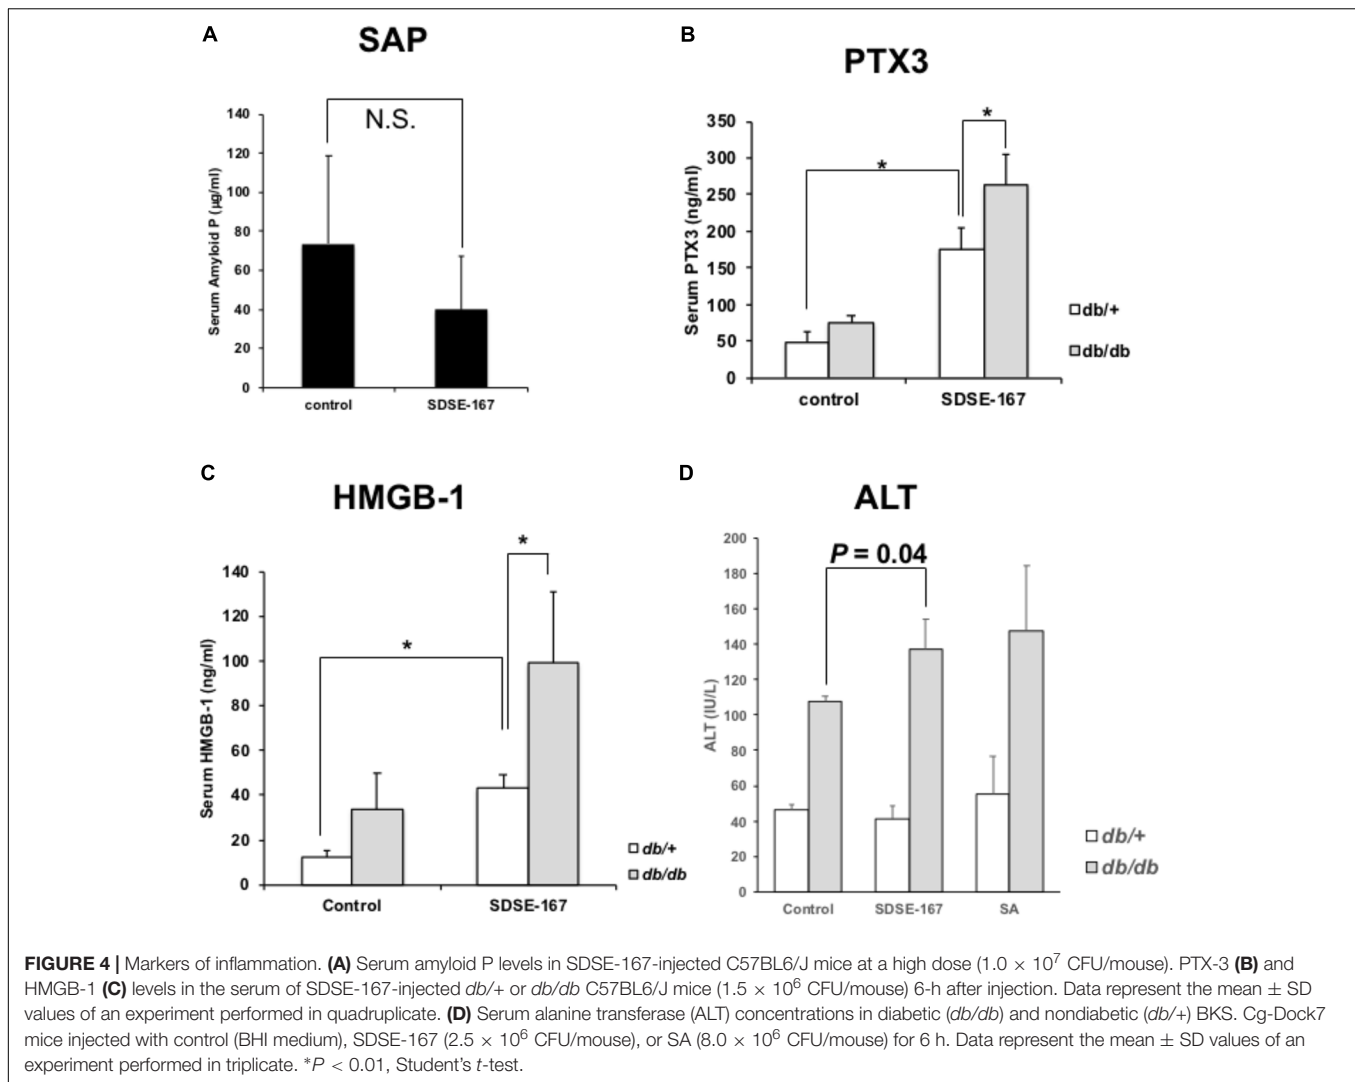 A
SAP
N.S.
Serum Amyloid P (µg/ml)
140
120
100
80
60
40
20
0
control
SDSE-167
B
PTX3
*
*
Serum PTX3 (ng/ml)
350
300
250
200
150
100
50
0
control
SDSE-167
db/+
db/db
C
HMGB-1
*
*
Serum HMGB-1 (ng/ml)
140
120
100
80
60
40
20
0
Control
SDSE-167
db/+
db/db
D
ALT
P = 0.04
ALT (IU/L)
200
180
160
140
120
100
80
60
40
20
0
Control
SDSE-167
SA
db/+
db/db
FIGURE 4 | Markers of inflammation. (A) Serum amyloid P levels in SDSE-167-injected C57BL6/J mice at a high dose (1.0 × 10⁷ CFU/mouse). PTX-3 (B) and
HMGB-1 (C) levels in the serum of SDSE-167-injected db/+ or db/db C57BL6/J mice (1.5 × 10⁶ CFU/mouse) 6-h after injection. Data represent the mean ± SD
values of an experiment performed in quadruplicate. (D) Serum alanine transferase (ALT) concentrations in diabetic (db/db) and nondiabetic (db/+) BKS. Cg-Dock7
mice injected with control (BHI medium), SDSE-167 (2.5 × 10⁶ CFU/mouse), or SA (8.0 × 10⁶ CFU/mouse) for 6 h. Data represent the mean ± SD values of an
experiment performed in triplicate. *P < 0.01, Student's t-test.